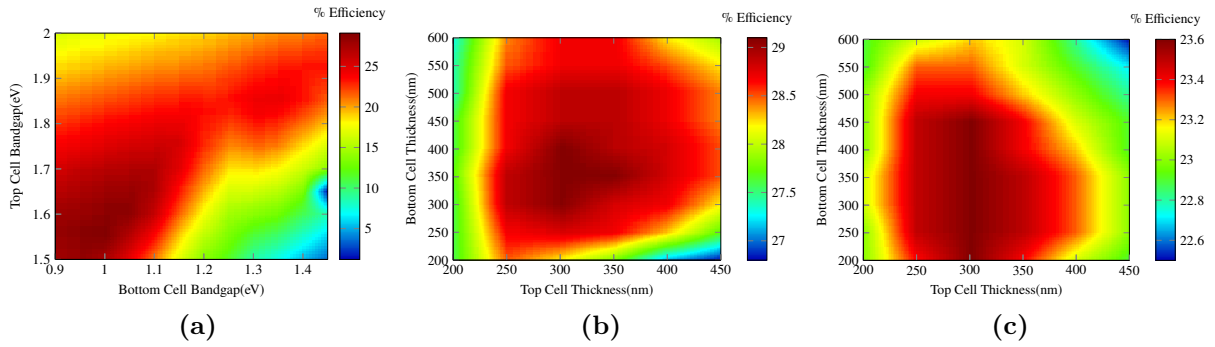 % Efficiency
2
1.9
1.8
1.7
1.6
1.5
0.9 1 1.1 1.2 1.3 1.4
Top Cell Bandgap(eV)
Bottom Cell Bandgap(eV)
25
20
15
10
5
(a)
% Efficiency
600
500
400
300
200
200 250 300 350 400 450
Bottom Cell Thickness(nm)
Top Cell Thickness(nm)
29
28.5
28
27.5
27
(b)
% Efficiency
600
550
500
450
400
350
300
250
200
200 250 300 350 400 450
Bottom Cell Thickness(nm)
Top Cell Thickness(nm)
23.6
23.4
23.2
23
22.8
22.6
(c)